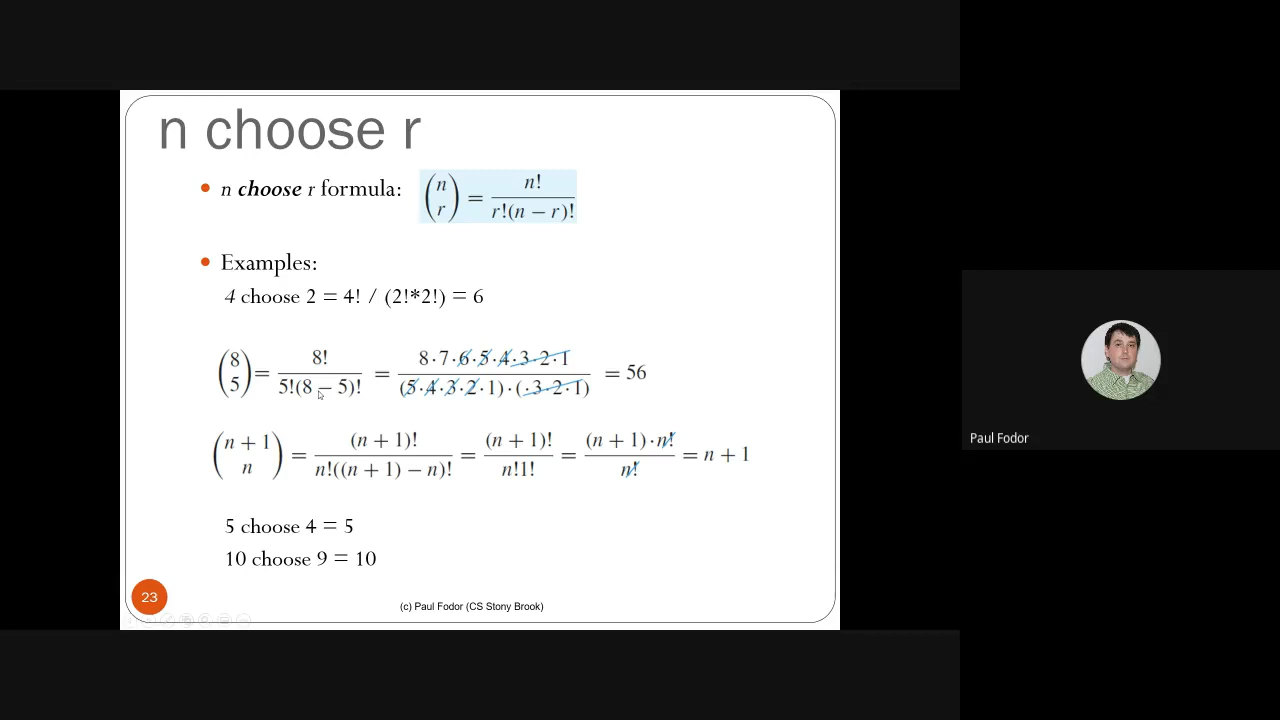 n choose r
• n choose r formula: (n r) = n! / r!(n − r)!
• Examples:
4 choose 2 = 4! / (2!*2!) = 6
(8 5) = 8! / 5!(8 − 5)! = 8·7·6·5·4·3·2·1 / (5·4·3·2·1)·(·3·2·1) = 56
(n + 1 n) = (n + 1)! / n!((n + 1) − n)! = (n + 1)! / n!1! = (n + 1)·n! / n! = n + 1
5 choose 4 = 5
10 choose 9 = 10
23
(c) Paul Fodor (CS Stony Brook)
Paul Fodor